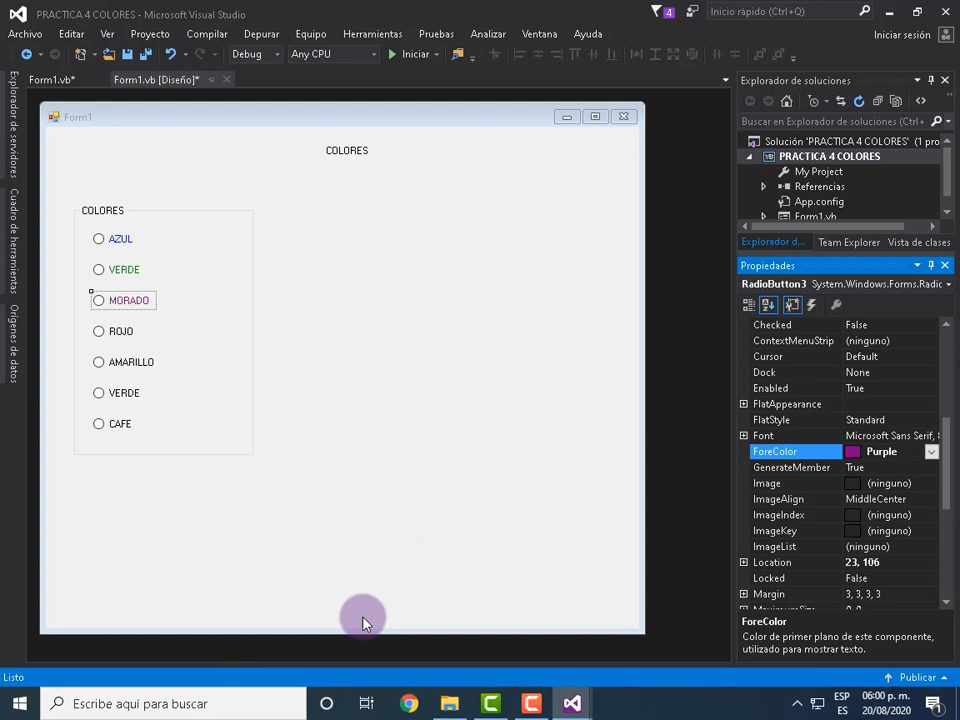 PRACTICA 4 COLORES - Microsoft Visual Studio
4
Inicio rápido (Ctrl+Q)
Archivo Editar Ver Proyecto Compilar Depurar Equipo Herramientas Pruebas Analizar Ventana Ayuda
Iniciar sesión
Debug Any CPU Iniciar
Form1.vb* Form1.vb [Diseño]*
Explorador de servidores
Cuadro de herramientas
Orígenes de datos
Form1
COLORES
COLORES
AZUL
VERDE
MORADO
ROJO
AMARILLO
VERDE
CAFE
Explorador de soluciones
Buscar en Explorador de soluciones (Ctrl+
Solución 'PRACTICA 4 COLORES' (1 pro
VB PRACTICA 4 COLORES
My Project
Referencias
App.config
Form1.vb
Explorador d... Team Explorer Vista de clases
Propiedades
RadioButton3 System.Windows.Forms.Radio
Checked False
ContextMenuStrip (ninguno)
Cursor Default
Dock None
Enabled True
FlatAppearance
FlatStyle Standard
Font Microsoft Sans Serif, 8
ForeColor Purple
GenerateMember True
Image (ninguno)
ImageAlign MiddleCenter
ImageIndex (ninguno)
ImageKey (ninguno)
ImageList (ninguno)
Location 23, 106
Locked False
Margin 3, 3, 3, 3
MaximumSize 0, 0
ForeColor
Color de primer plano de este componente,
utilizado para mostrar texto.
Listo
Publicar
Escribe aquí para buscar
ESP
ES
06:00 p. m.
20/08/2020
1